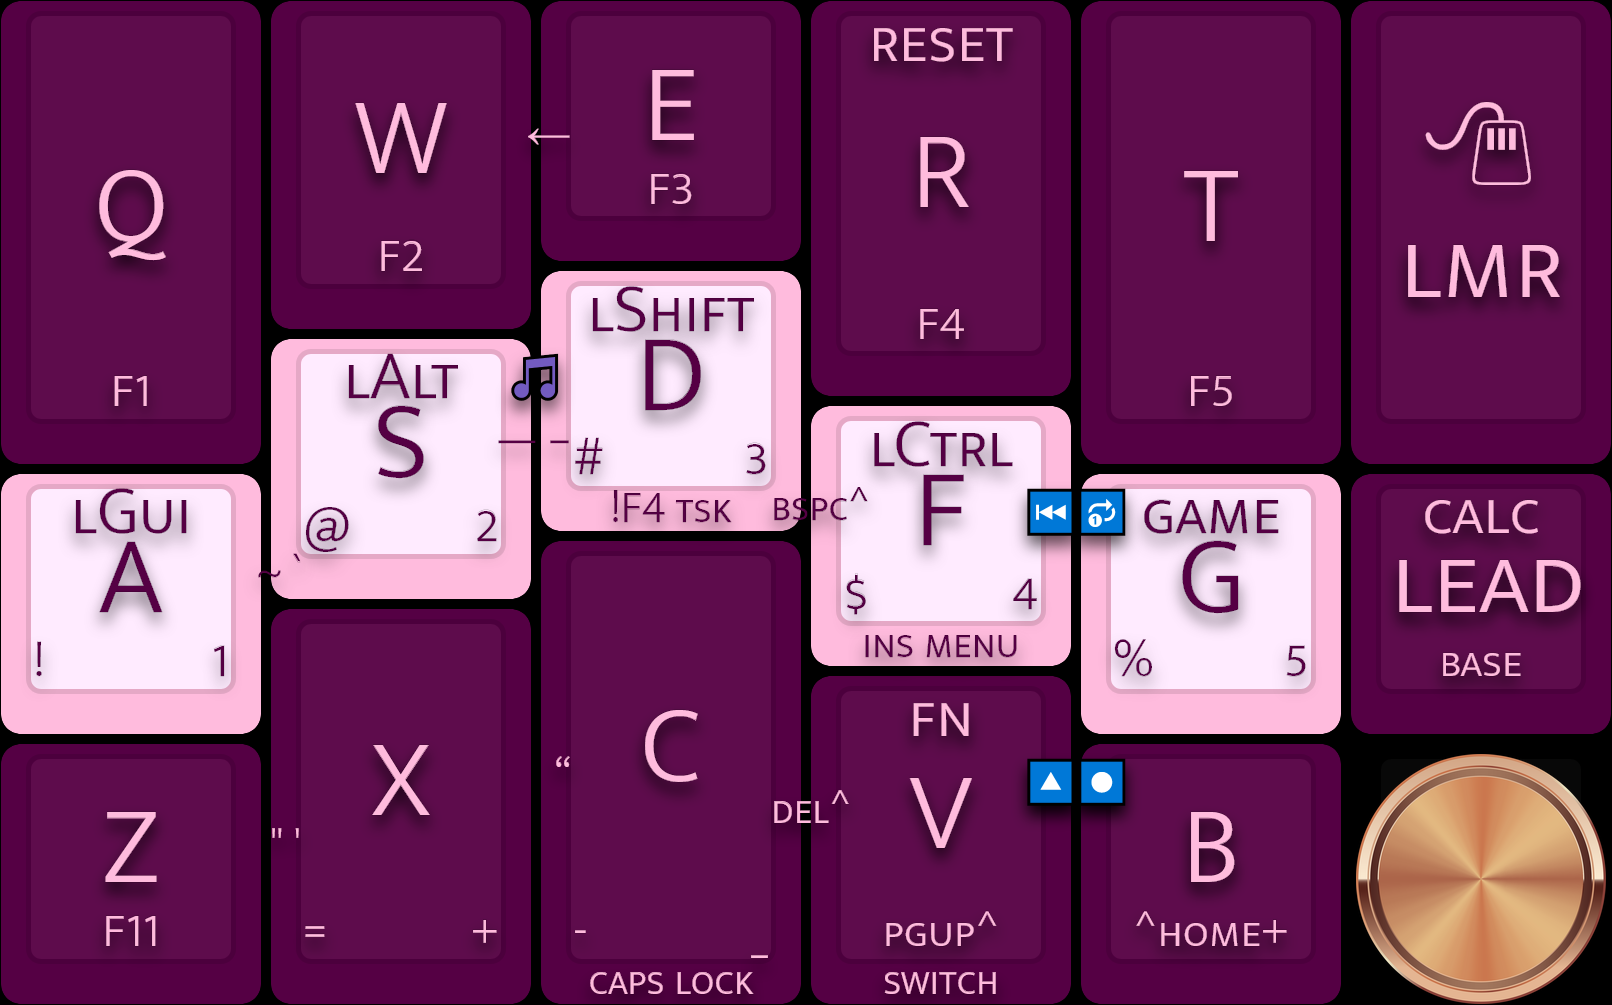 Q
F1
W
F2
←
E
F3
RESET
R
F4
T
F5
LMR
LGUI
A
! 1
~ `
LALT
S
@ 2
— –
LSHIFT
D
# 3
!F4 TSK
BSPC^
LCTRL
F
$ 4
INS MENU
GAME
G
% 5
CALC
LEAD
BASE
Z
F11
" '
X
= +
“
C
- _
CAPS LOCK
DEL^
FN
V
PGUP^
SWITCH
B
^HOME+